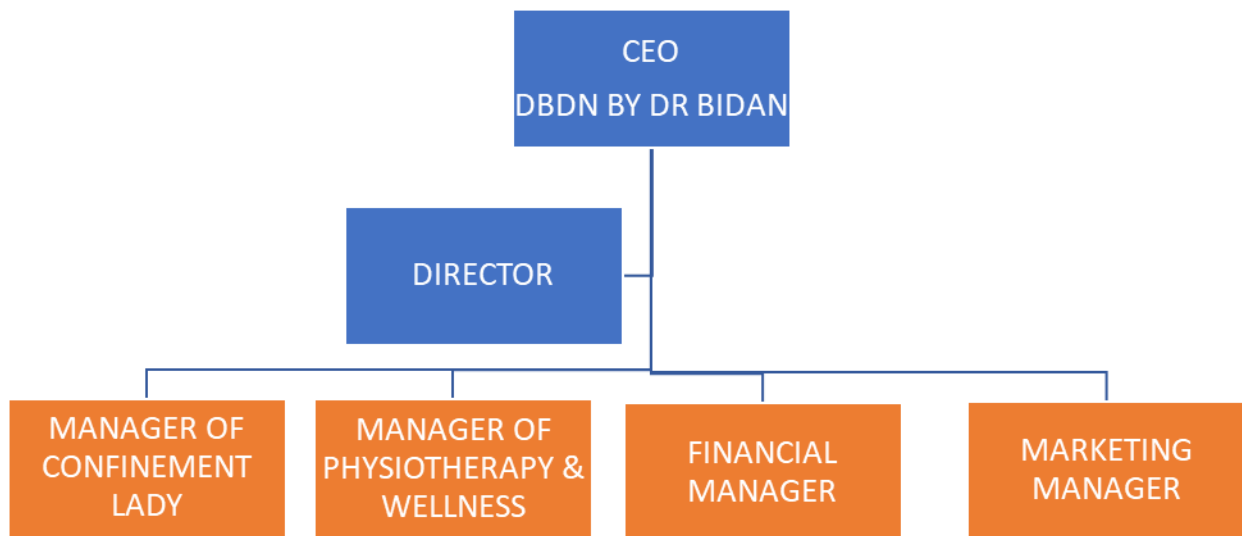 CEO
DBDN BY DR BIDAN
DIRECTOR
MANAGER OF
CONFINEMENT
LADY
MANAGER OF
PHYSIOTHERAPY &
WELLNESS
FINANCIAL
MANAGER
MARKETING
MANAGER